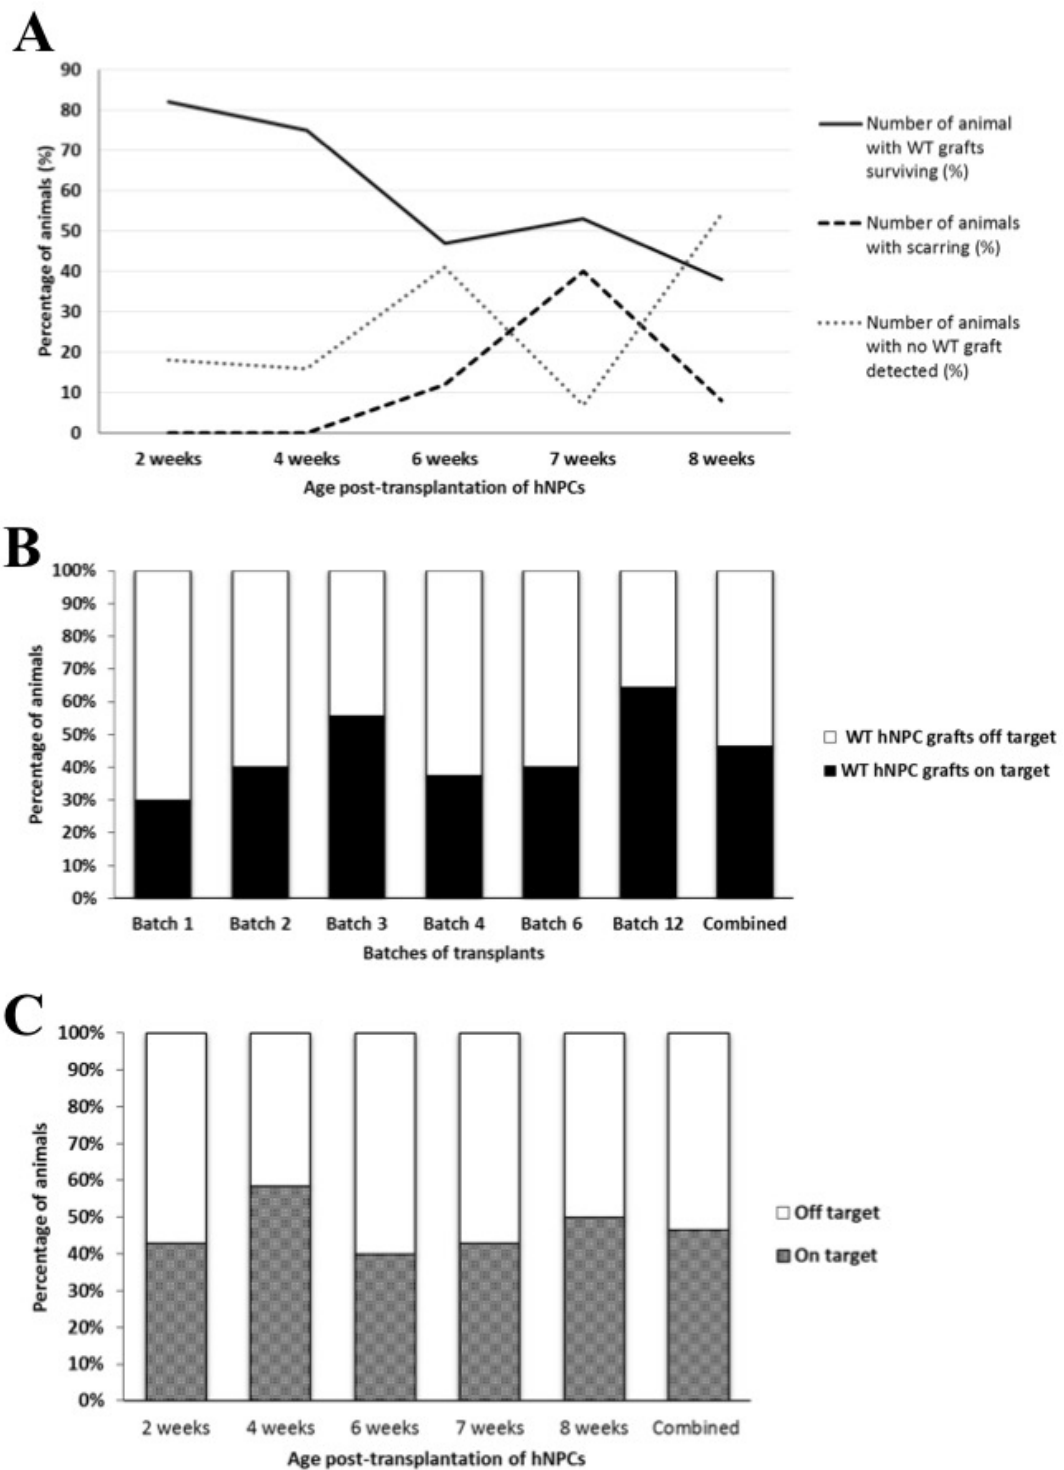 A
90
80
70
60
50
40
30
20
10
0
Percentage of animals (%)
2 weeks 4 weeks 6 weeks 7 weeks 8 weeks
Age post-transplantation of hNPCs
Number of animal
with WT grafts
surviving (%)
Number of animals
with scarring (%)
Number of animals
with no WT graft
detected (%)
B
100%
90%
80%
70%
60%
50%
40%
30%
20%
10%
0%
Percentage of animals
Batch 1 Batch 2 Batch 3 Batch 4 Batch 6 Batch 12 Combined
Batches of transplants
WT hNPC grafts off target
WT hNPC grafts on target
C
100%
90%
80%
70%
60%
50%
40%
30%
20%
10%
0%
Percentage of animals
2 weeks 4 weeks 6 weeks 7 weeks 8 weeks Combined
Age post-transplantation of hNPCs
Off target
On target